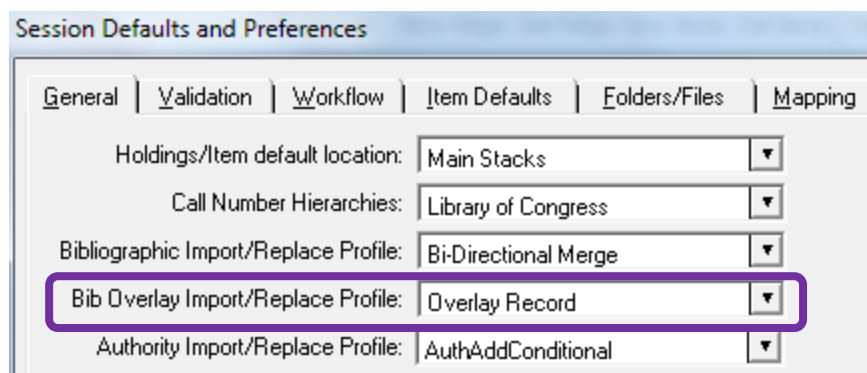 Session Defaults and Preferences
General Validation Workflow Item Defaults Folders/Files Mapping
Holdings/Item default location: Main Stacks
Call Number Hierarchies: Library of Congress
Bibliographic Import/Replace Profile: Bi-Directional Merge
Bib Overlay Import/Replace Profile: Overlay Record
Authority Import/Replace Profile: AuthAddConditional